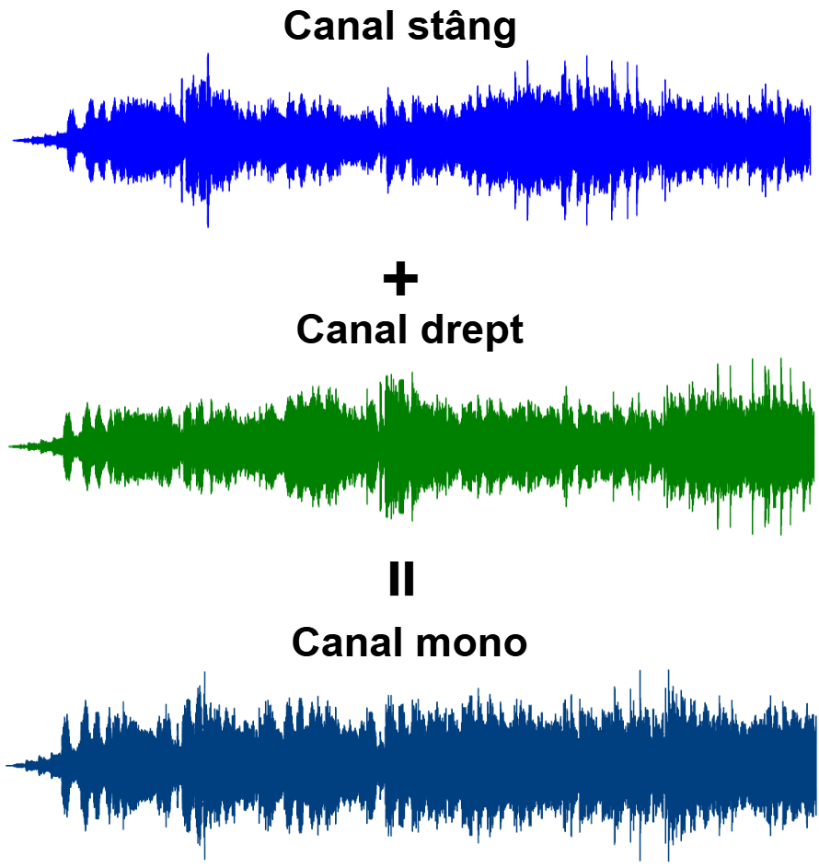 Canal stâng
+
Canal drept
=
Canal mono